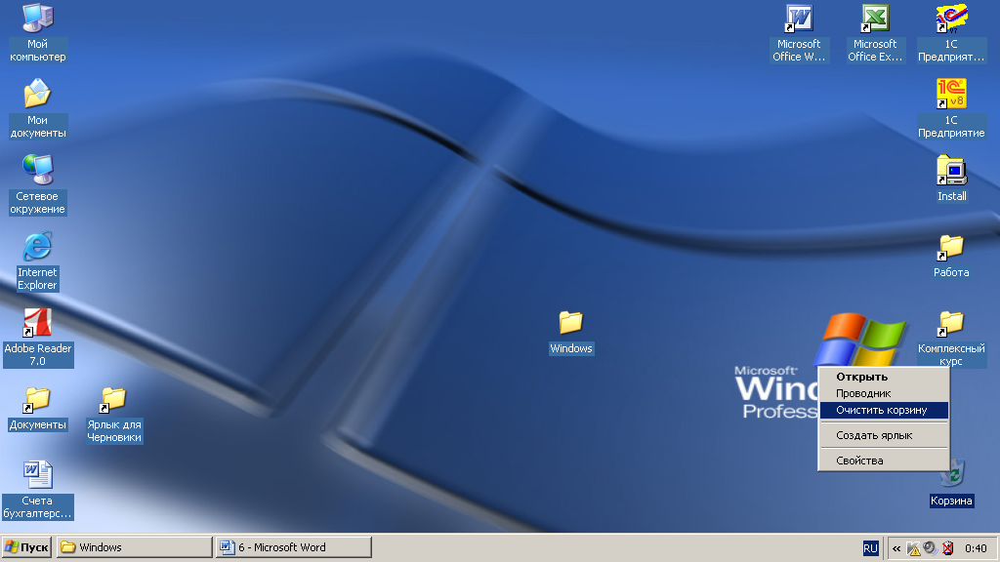 Мой
компьютер
Microsoft
Office W...
Microsoft
Office Ex...
1С
Предприят...
Мои
документы
1С
Предприятие
Сетевое
окружение
Install
Internet
Explorer
Работа
Adobe Reader
7.0
Windows
Комплексный
курс
Microsoft
Wind
Profess
Открыть
Проводник
Очистить корзину
Создать ярлык
Свойства
Документы
Ярлык для
Черновики
Счета
бухгалтерс...
Корзина
Пуск
Windows
6 - Microsoft Word
RU
«
0:40